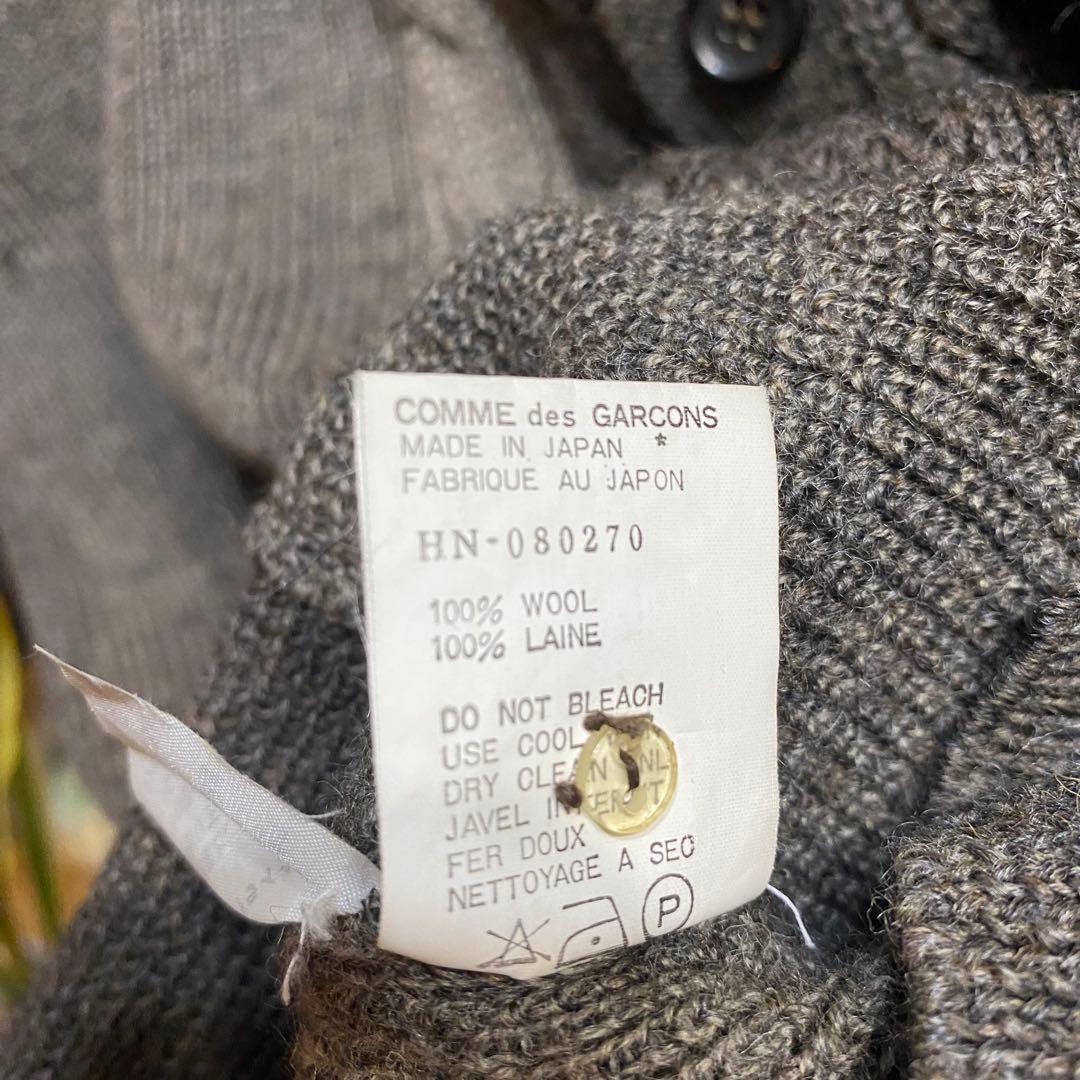 COMME des GARCONS
MADE IN JAPAN *
FABRIQUE AU JAPON
HN-080270
100% WOOL
100% LAINE
DO NOT BLEACH
USE COOL
DRY CLEAN
JAVEL INTERDIT
FER DOUX
NETTOYAGE A SEC
P